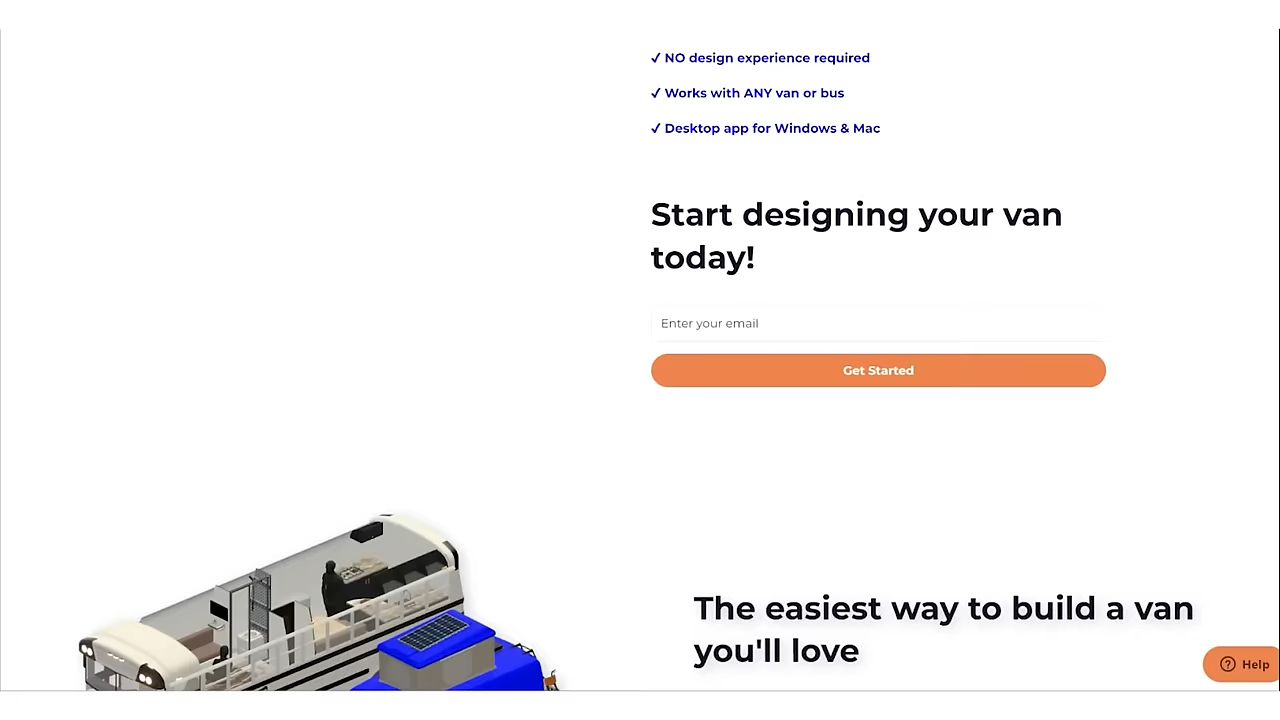 ✓ NO design experience required
✓ Works with ANY van or bus
✓ Desktop app for Windows & Mac
Start designing your van
today!
Enter your email
Get Started
The easiest way to build a van
you'll love
Help